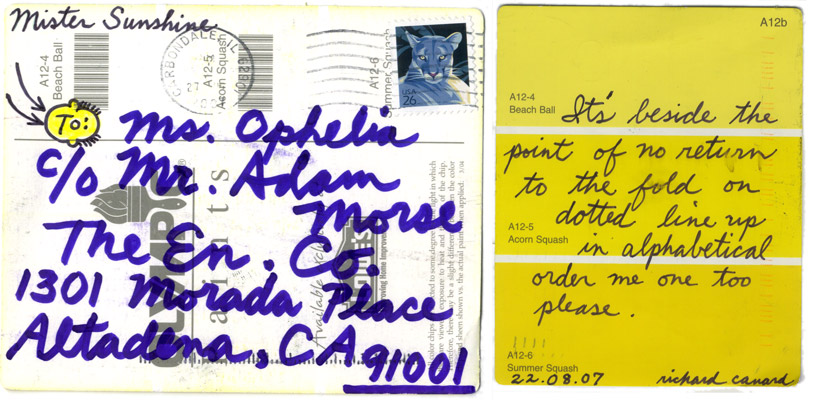 Mister Sunshine
A12-4
Beach Ball
CARBONDALE, IL
27
A12-5
Acorn Squash
A12-6
Summer Squash
USA
26
To:
Ms. Ophelia
c/o Mr. Adam
Morse
The En. Co.
1301 Morada Place
Altadena, CA
91001
OLYMPIC®
paints
A12b
A12-4
Beach Ball
It's beside the
point of no return
to the fold on
dotted line up
A12-5
Acorn Squash
in alphabetical
order me one too
please.
A12-6
Summer Squash
22.08.07
richard canard